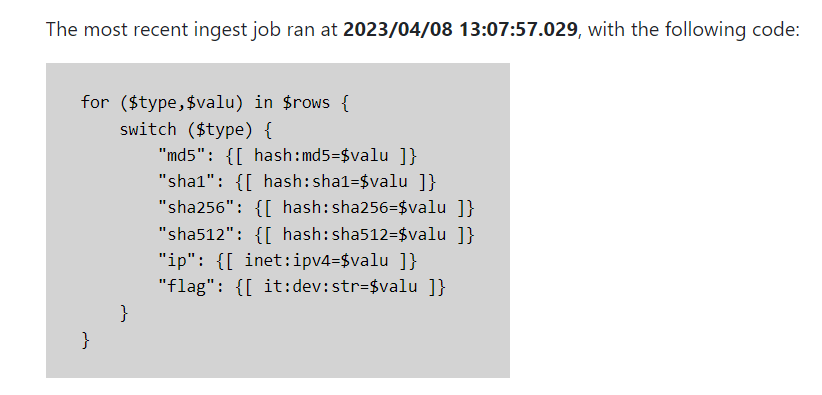 The most recent ingest job ran at 2023/04/08 13:07:57.029, with the following code:
for ($type,$valu) in $rows {
    switch ($type) {
        "md5": {[ hash:md5=$valu ]}
        "sha1": {[ hash:sha1=$valu ]}
        "sha256": {[ hash:sha256=$valu ]}
        "sha512": {[ hash:sha512=$valu ]}
        "ip": {[ inet:ipv4=$valu ]}
        "flag": {[ it:dev:str=$valu ]}
    }
}